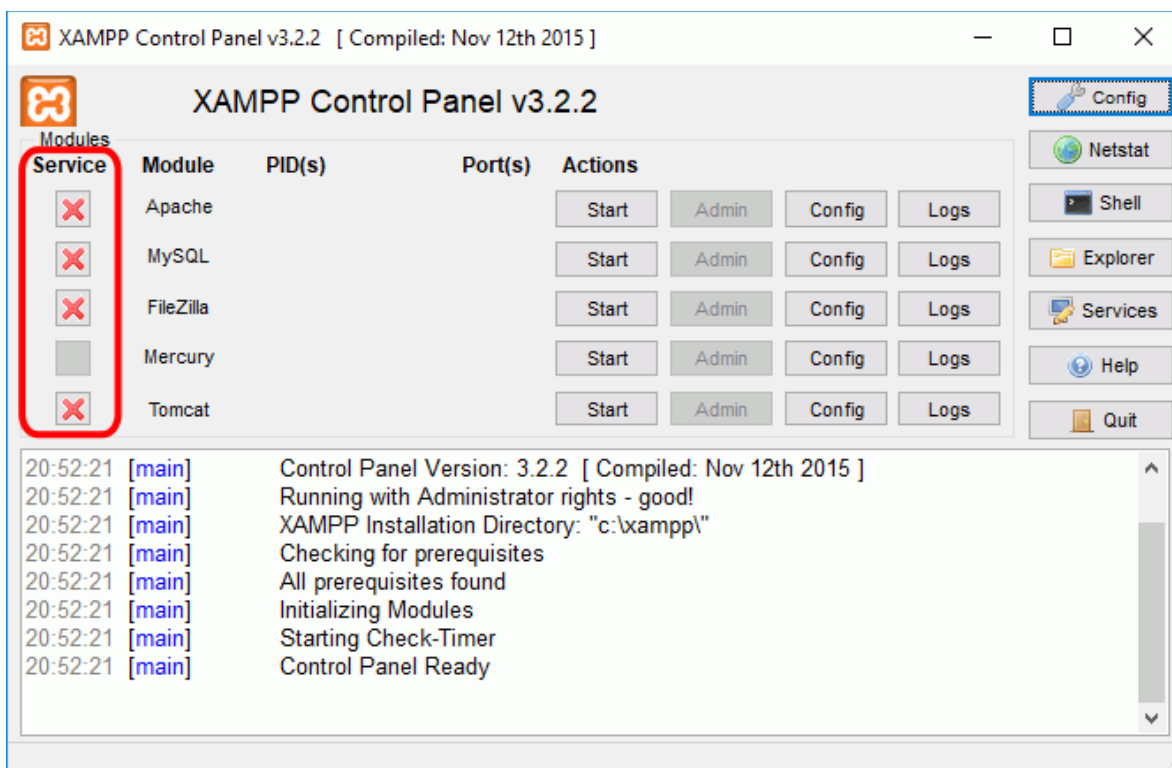 XAMPP Control Panel v3.2.2 [ Compiled: Nov 12th 2015 ]
XAMPP Control Panel v3.2.2
Config
Modules
Netstat
Service Module PID(s) Port(s) Actions
Apache Start Admin Config Logs
Shell
MySQL Start Admin Config Logs
Explorer
FileZilla Start Admin Config Logs
Services
Mercury Start Admin Config Logs
Help
Tomcat Start Admin Config Logs
Quit
20:52:21 [main] Control Panel Version: 3.2.2 [ Compiled: Nov 12th 2015 ]
20:52:21 [main] Running with Administrator rights - good!
20:52:21 [main] XAMPP Installation Directory: "c:\xampp\"
20:52:21 [main] Checking for prerequisites
20:52:21 [main] All prerequisites found
20:52:21 [main] Initializing Modules
20:52:21 [main] Starting Check-Timer
20:52:21 [main] Control Panel Ready